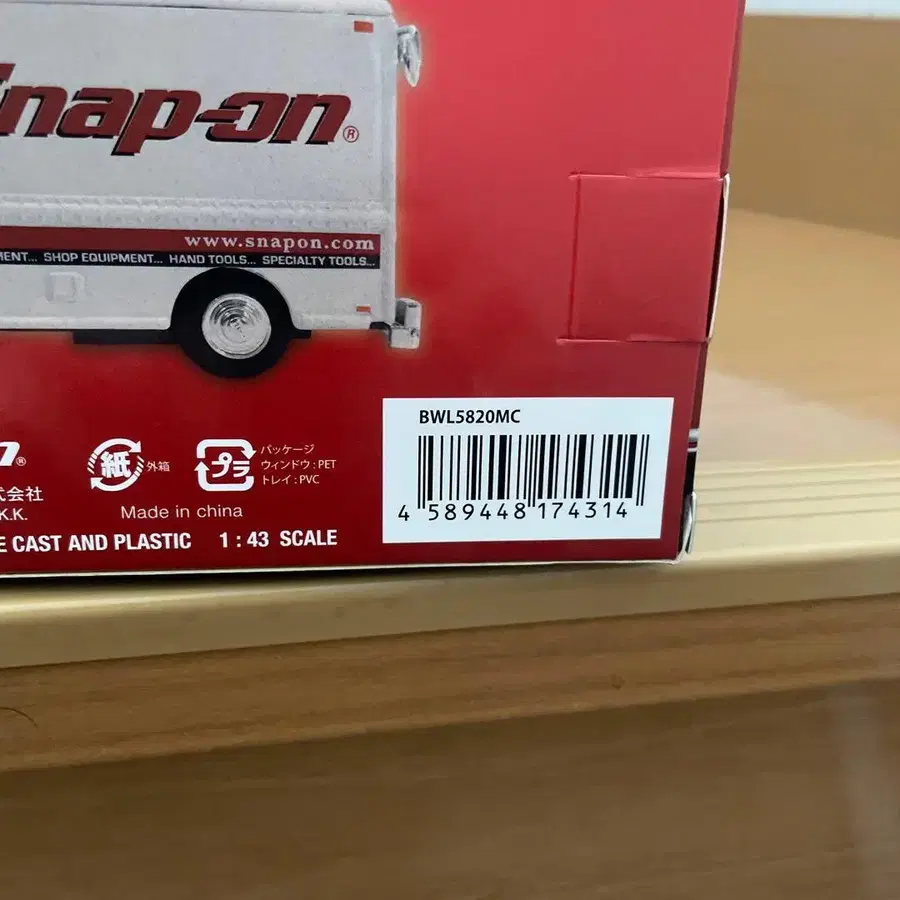 Snap-on®
www.snapon.com
MENT... SHOP EQUIPMENT... HAND TOOLS... SPECIALTY TOOLS...
BWL5820MC
4 589448 174314
®
紙 外箱
プラ パッケージ
ウィンドウ : PET
トレイ : PVC
式会社
K.K.
Made in china
E CAST AND PLASTIC 1 : 43 SCALE